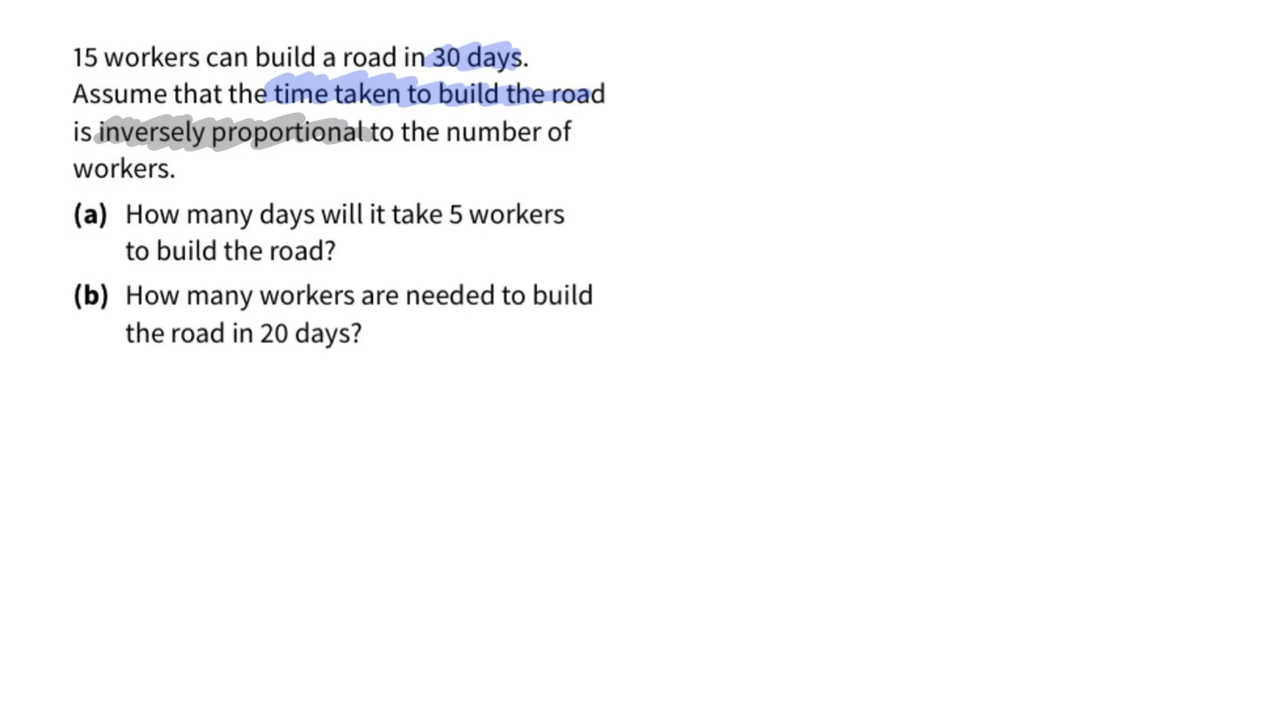 15 workers can build a road in 30 days.
Assume that the time taken to build the road
is inversely proportional to the number of
workers.
(a) How many days will it take 5 workers
to build the road?
(b) How many workers are needed to build
the road in 20 days?